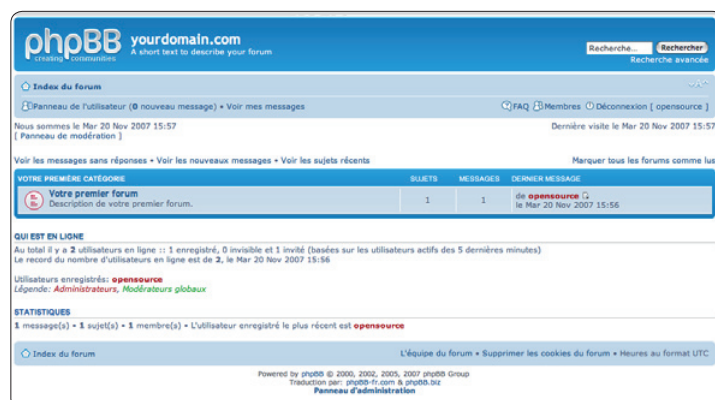 phpBB
creating communities
yourdomain.com
A short text to describe your forum
Recherche... Rechercher
Recherche avancée
Index du forum
Panneau de l'utilisateur (0 nouveau message) • Voir mes messages
FAQ Membres Déconnexion [ opensource ]
Nous sommes le Mar 20 Nov 2007 15:57
[ Panneau de modération ]
Dernière visite le Mar 20 Nov 2007 15:57
Voir les messages sans réponses • Voir les nouveaux messages • Voir les sujets récents
Marquer tous les forums comme lus
VOTRE PREMIÈRE CATÉGORIE SUJETS MESSAGES DERNIER MESSAGE
Votre premier forum
Description de votre premier forum.
1 1
de opensource
le Mar 20 Nov 2007 15:56
QUI EST EN LIGNE
Au total il y a 2 utilisateurs en ligne :: 1 enregistré, 0 invisible et 1 invité (basées sur les utilisateurs actifs des 5 dernières minutes)
Le record du nombre d'utilisateurs en ligne est de 2, le Mar 20 Nov 2007 15:56
Utilisateurs enregistrés: opensource
Légende: Administrateurs, Modérateurs globaux
STATISTIQUES
1 message(s) • 1 sujet(s) • 1 membre(s) • L'utilisateur enregistré le plus récent est opensource
Index du forum
L'équipe du forum • Supprimer les cookies du forum • Heures au format UTC
Powered by phpBB © 2000, 2002, 2005, 2007 phpBB Group
Traduction par: phpBB-fr.com & phpBB.biz
Panneau d'administration